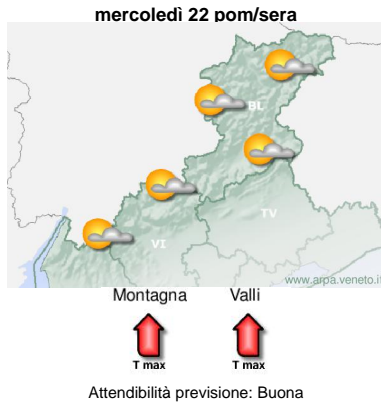 mercoledì 22 pom/sera
BL
TV
VI
www.arpa.veneto.it
Montagna Valli
T max T max
Attendibilità previsione: Buona